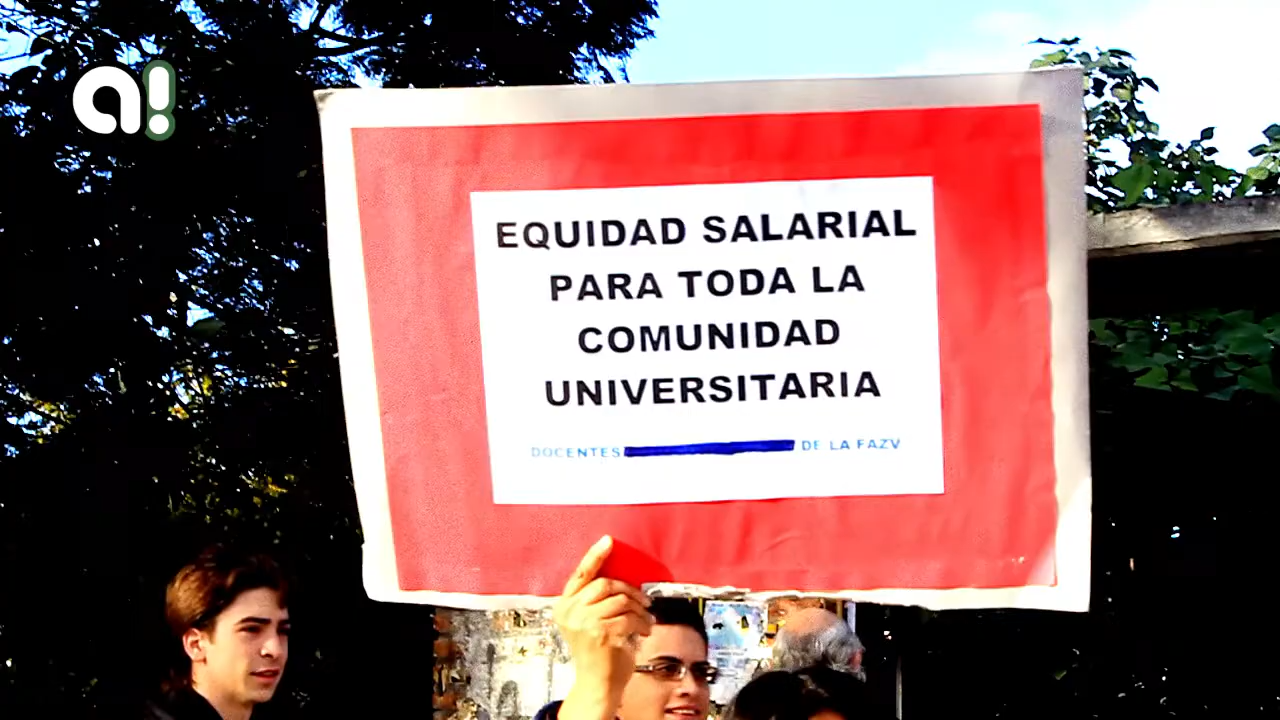 a!
EQUIDAD SALARIAL
PARA TODA LA
COMUNIDAD
UNIVERSITARIA
DOCENTES DE LA FAZV